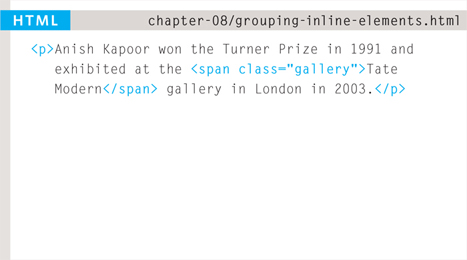 HTML chapter-08/grouping-inline-elements.html
<p>Anish Kapoor won the Turner Prize in 1991 and
exhibited at the <span class="gallery">Tate
Modern</span> gallery in London in 2003.</p>